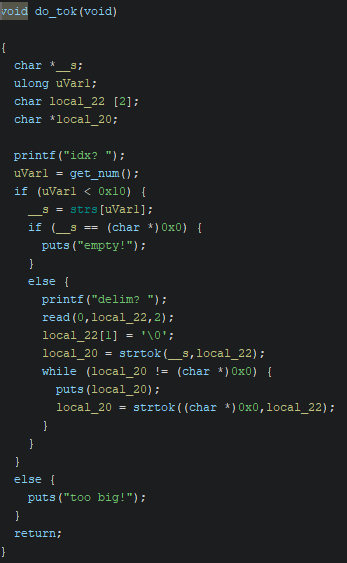 void do_tok(void)
{
char *__s;
ulong uVar1;
char local_22 [2];
char *local_20;
printf("idx? ");
uVar1 = get_num();
if (uVar1 < 0x10) {
__s = strs[uVar1];
if (__s == (char *)0x0) {
puts("empty!");
}
else {
printf("delim? ");
read(0,local_22,2);
local_22[1] = '\0';
local_20 = strtok(__s,local_22);
while (local_20 != (char *)0x0) {
puts(local_20);
local_20 = strtok((char *)0x0,local_22);
}
}
}
else {
puts("too big!");
}
return;
}